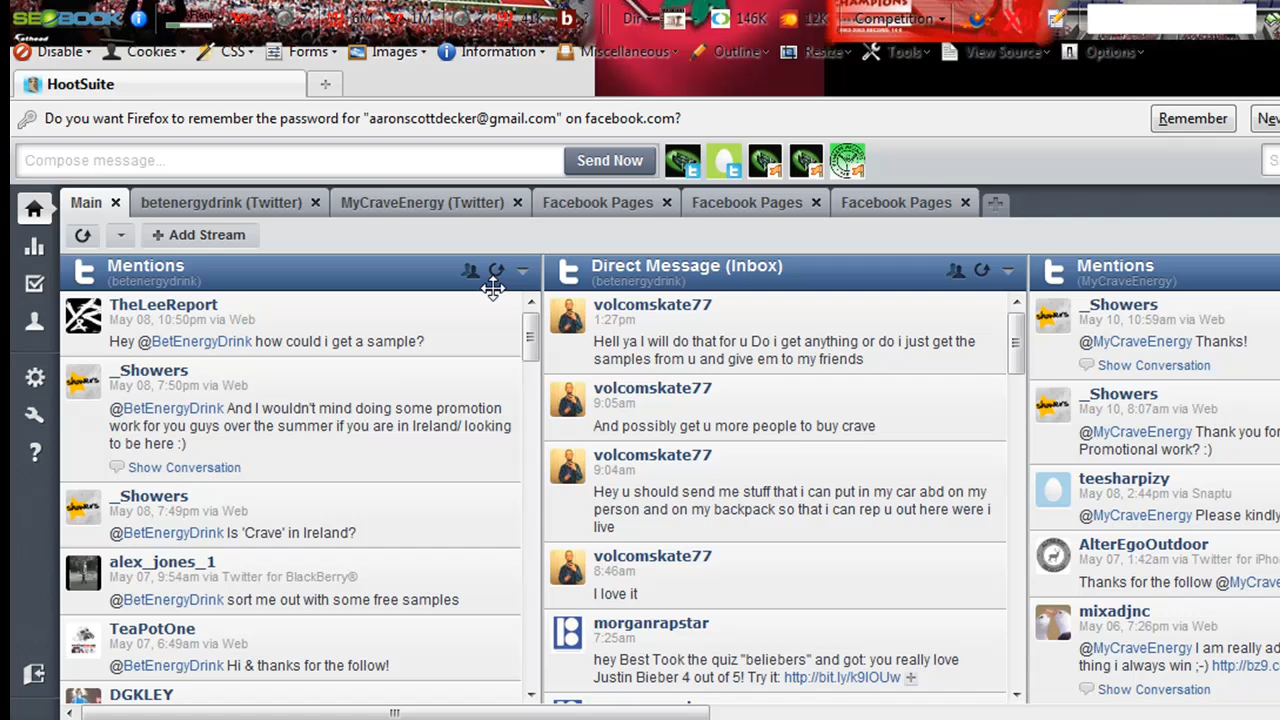 SEOBOOK
6M
1M
41K
b
?
Dir
146K
12K
Competition
Disable
Cookies
CSS
Forms
Images
Information
Miscellaneous
Outline
Resize
Tools
View Source
Options
HootSuite
Do you want Firefox to remember the password for "aaronscottdecker@gmail.com" on facebook.com?
Remember
Compose message...
Send Now
Main
betenergydrink (Twitter)
MyCraveEnergy (Twitter)
Facebook Pages
Facebook Pages
Facebook Pages
Add Stream
Mentions
(betenergydrink)
TheLeeReport
May 08, 10:50pm via Web
Hey @BetEnergyDrink how could i get a sample?
_Showers
May 08, 7:50pm via Web
@BetEnergyDrink And I wouldn't mind doing some promotion
work for you guys over the summer if you are in Ireland/ looking
to be here :)
Show Conversation
_Showers
May 08, 7:49pm via Web
@BetEnergyDrink Is 'Crave' in Ireland?
alex_jones_1
May 07, 9:54am via Twitter for BlackBerry®
@BetEnergyDrink sort me out with some free samples
TeaPotOne
May 07, 6:49am via Web
@BetEnergyDrink Hi & thanks for the follow!
DGKLEY
Direct Message (Inbox)
(betenergydrink)
volcomskate77
1:27pm
Hell ya I will do that for u Do i get anything or do i just get the
samples from u and give em to my friends
volcomskate77
9:05am
And possibly get u more people to buy crave
volcomskate77
9:04am
Hey u should send me stuff that i can put in my car abd on my
person and on my backpack so that i can rep u out here were i
live
volcomskate77
8:46am
I love it
morganrapstar
7:25am
hey Best Took the quiz "beliebers" and got: you really love
Justin Bieber 4 out of 5! Try it: http://bit.ly/k9IOUw
Mentions
(MyCraveEnergy)
_Showers
May 10, 10:59am via Web
@MyCraveEnergy Thanks!
Show Conversation
_Showers
May 10, 8:07am via Web
@MyCraveEnergy Thank you for
Promotional work? :)
teesharpizy
May 08, 2:44pm via Snaptu
@MyCraveEnergy Please kindly
AlterEgoOutdoor
May 07, 1:42am via Twitter for iPho
Thanks for the follow @MyCrave
mixadjnc
May 06, 7:26pm via Web
@MyCraveEnergy I am really ad
thing i always win ;-) http://bz9.c
Show Conversation